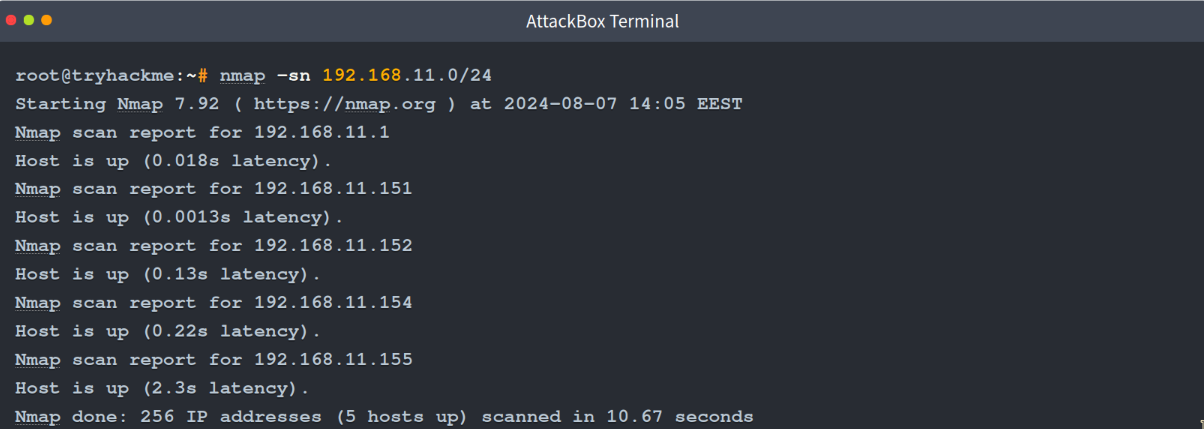 AttackBox Terminal
root@tryhackme:~# nmap -sn 192.168.11.0/24
Starting Nmap 7.92 ( https://nmap.org ) at 2024-08-07 14:05 EEST
Nmap scan report for 192.168.11.1
Host is up (0.018s latency).
Nmap scan report for 192.168.11.151
Host is up (0.0013s latency).
Nmap scan report for 192.168.11.152
Host is up (0.13s latency).
Nmap scan report for 192.168.11.154
Host is up (0.22s latency).
Nmap scan report for 192.168.11.155
Host is up (2.3s latency).
Nmap done: 256 IP addresses (5 hosts up) scanned in 10.67 seconds